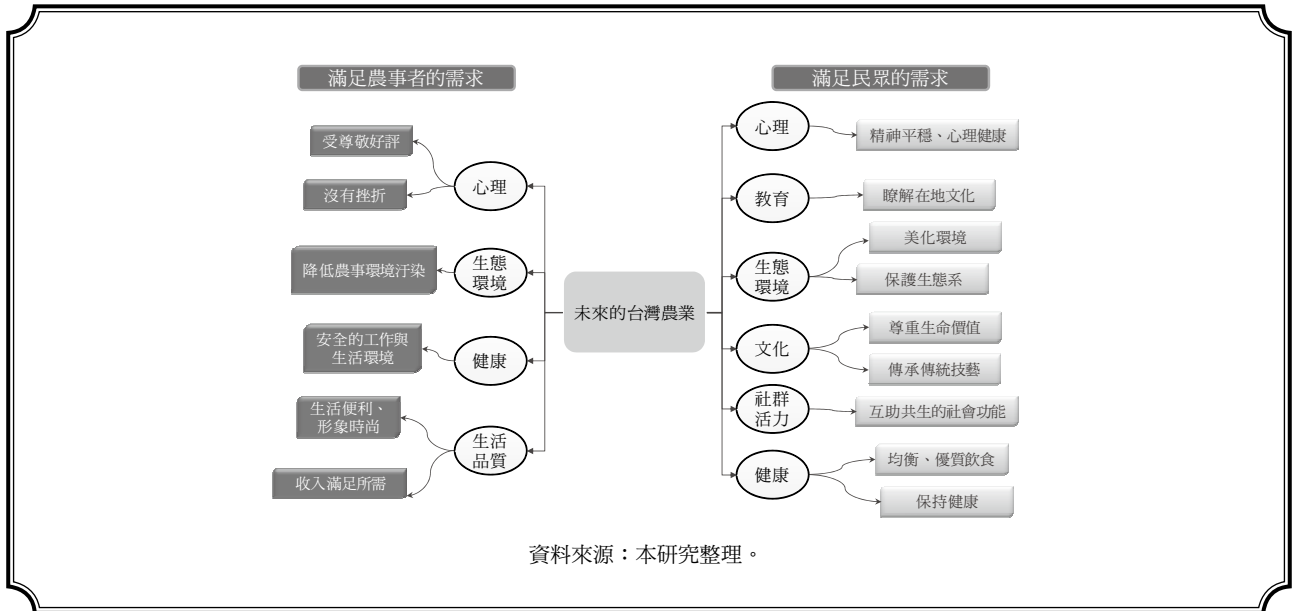 滿足農事者的需求
受尊敬好評
沒有挫折
心理
降低農事環境汙染
生態
環境
安全的工作與
生活環境
健康
生活便利、
形象時尚
收入滿足所需
生活
品質
未來的台灣農業
滿足民眾的需求
心理
精神平穩、心理健康
教育
瞭解在地文化
生態
環境
美化環境
保護生態系
文化
尊重生命價值
傳承傳統技藝
社群
活力
互助共生的社會功能
健康
均衡、優質飲食
保持健康
資料來源：本研究整理。